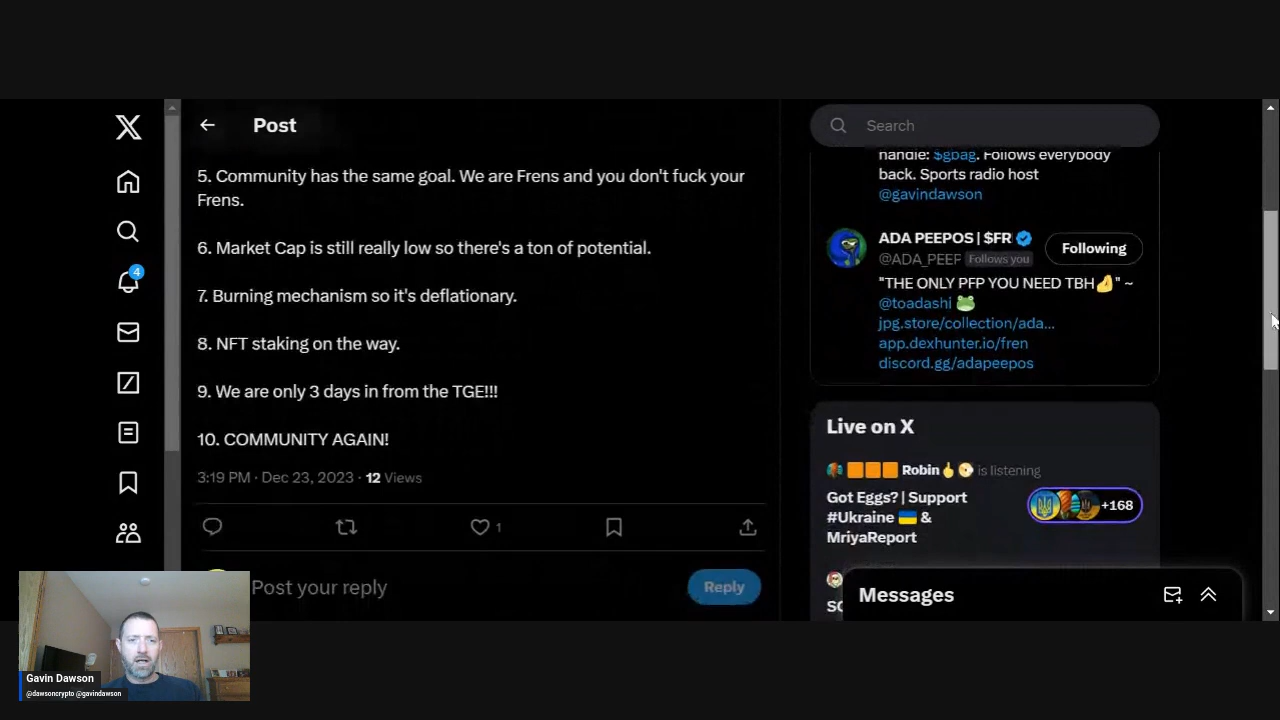 Post
5. Community has the same goal. We are Frens and you don't fuck your
Frens.
6. Market Cap is still really low so there's a ton of potential.
7. Burning mechanism so it's deflationary.
8. NFT staking on the way.
9. We are only 3 days in from the TGE!!!
10. COMMUNITY AGAIN!
3:19 PM · Dec 23, 2023 · 12 Views
1
Post your reply
Reply
4
Search
handle: $gbag. Follows everybody
back. Sports radio host
@gavindawson
ADA PEEPOS | $FR
@ADA_PEEF Follows you
Following
"THE ONLY PFP YOU NEED TBH🤌" ~
@toadashi 🐸
jpg.store/collection/ada...
app.dexhunter.io/fren
discord.gg/adapeepos
Live on X
🟧🟧🟧 Robin is listening
Got Eggs? | Support
#Ukraine 🇺🇦 &
MriyaReport
+168
Messages
Gavin Dawson
@dawsoncrypto @gavindawson